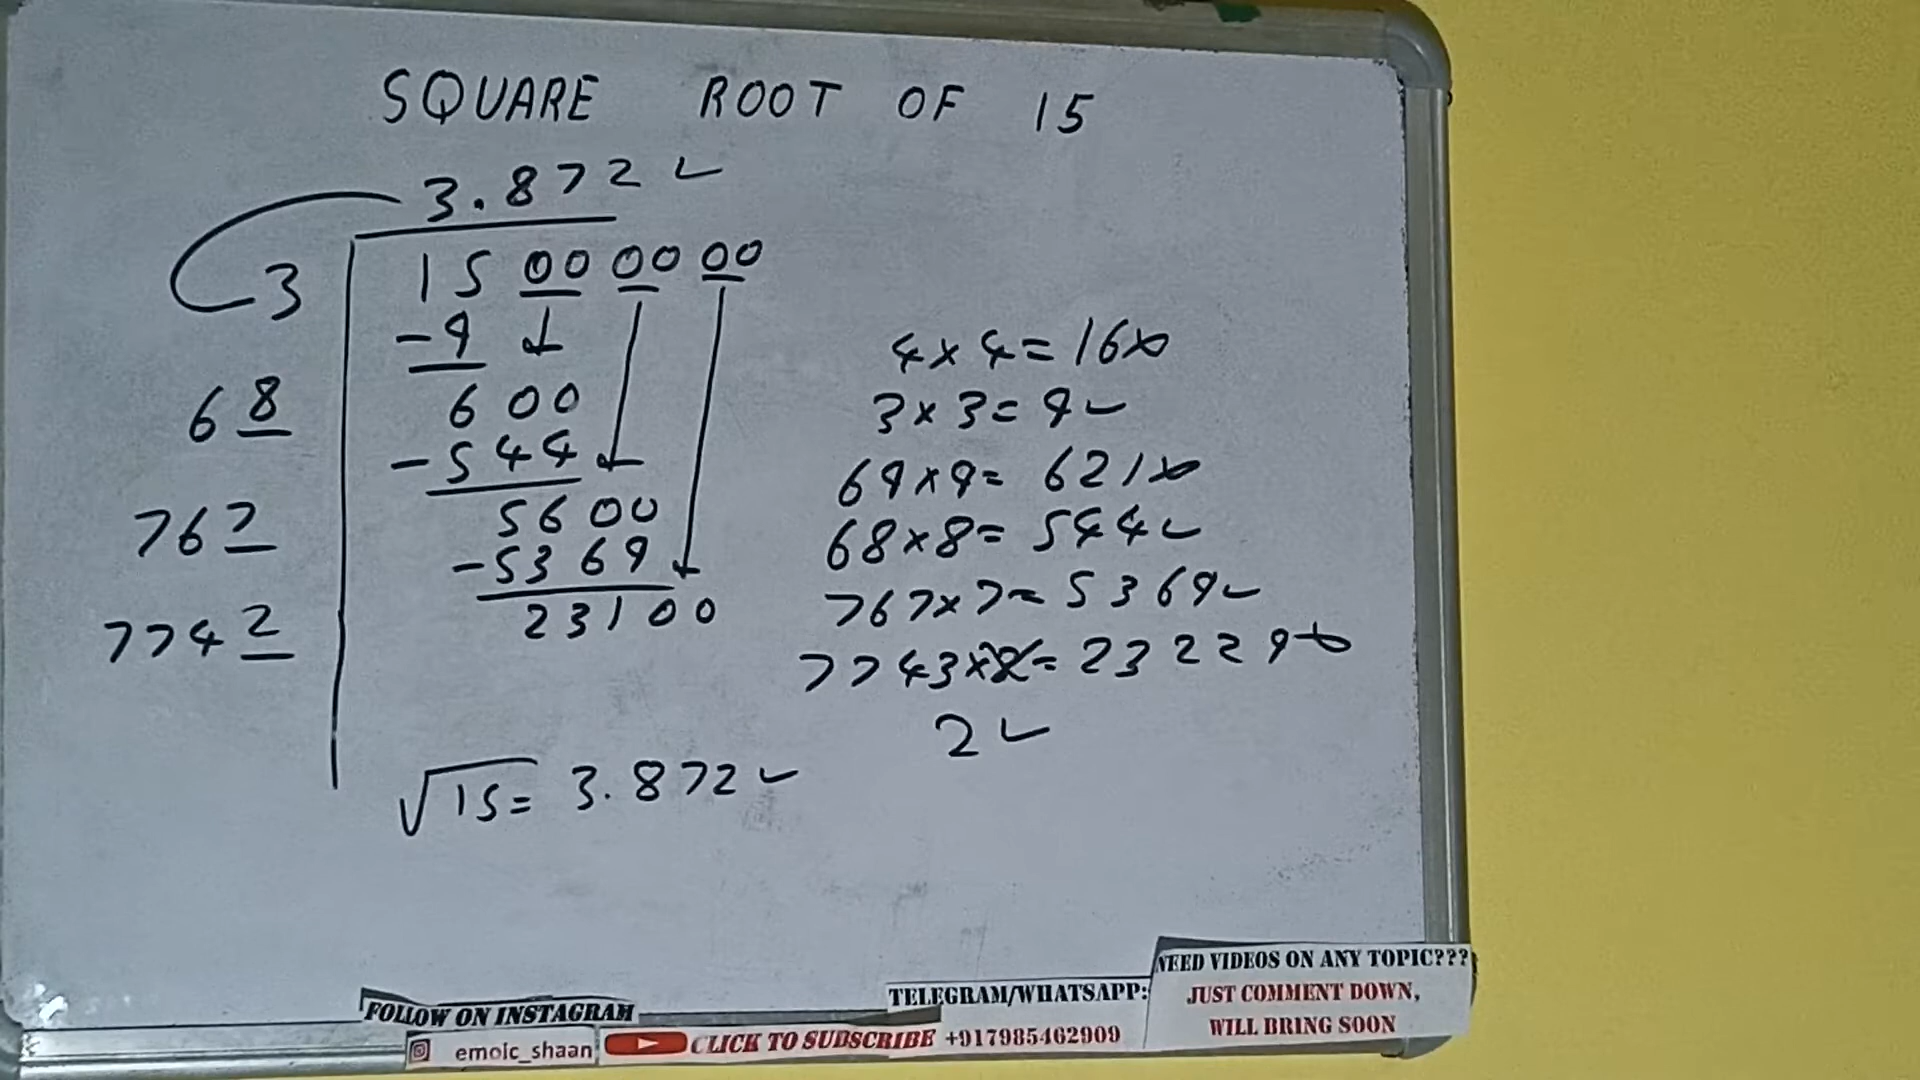 SQUARE ROOT OF 15
3.872 ✓
3 15 00 00 00
-9
68 600
-544
767 5600
-5369
7742 23100
4×4=16×
3×3=9✓
69×9=621×
68×8=544✓
767×7=5369✓
7743×3=23229×
2✓
√15=3.872✓
FOLLOW ON INSTAGRAM
emoic_shaan
CLICK TO SUBSCRIBE
TELEGRAM/WHATSAPP:
+917985462909
NEED VIDEOS ON ANY TOPIC???
JUST COMMENT DOWN,
WILL BRING SOON